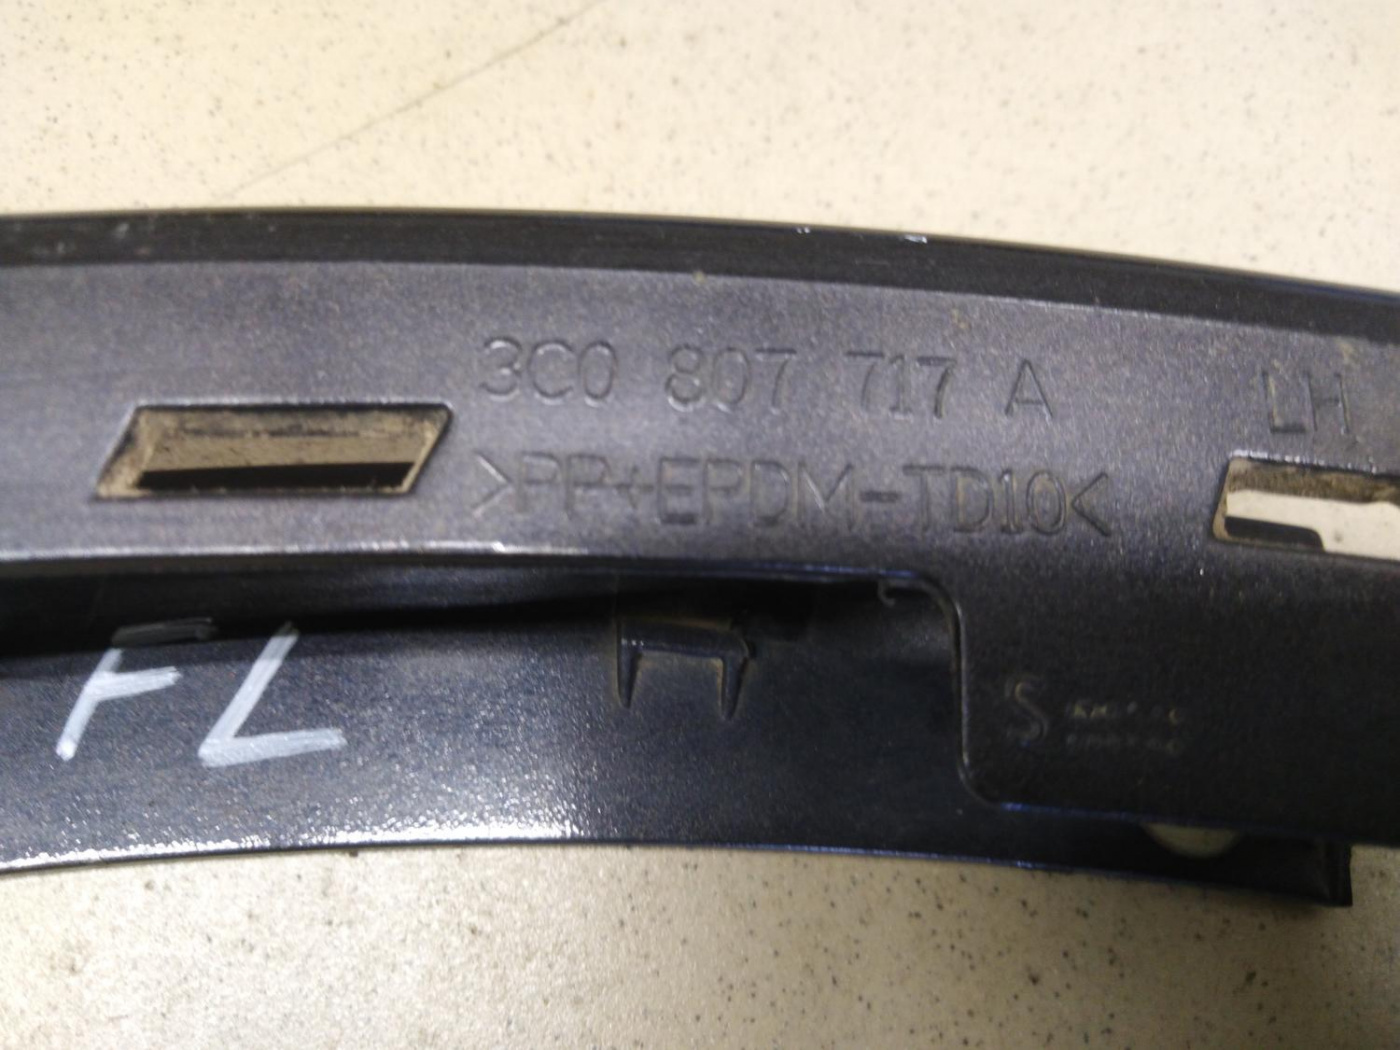 3C0 807 717 A LH
>PP+EPDM-TD10<
FL
S